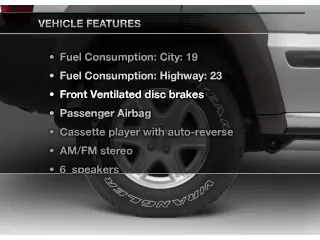 VEHICLE FEATURES
• Fuel Consumption: City: 19
• Fuel Consumption: Highway: 23
• Front Ventilated disc brakes
• Passenger Airbag
• Cassette player with auto-reverse
• AM/FM stereo
• 6 speakers
WRANGLER